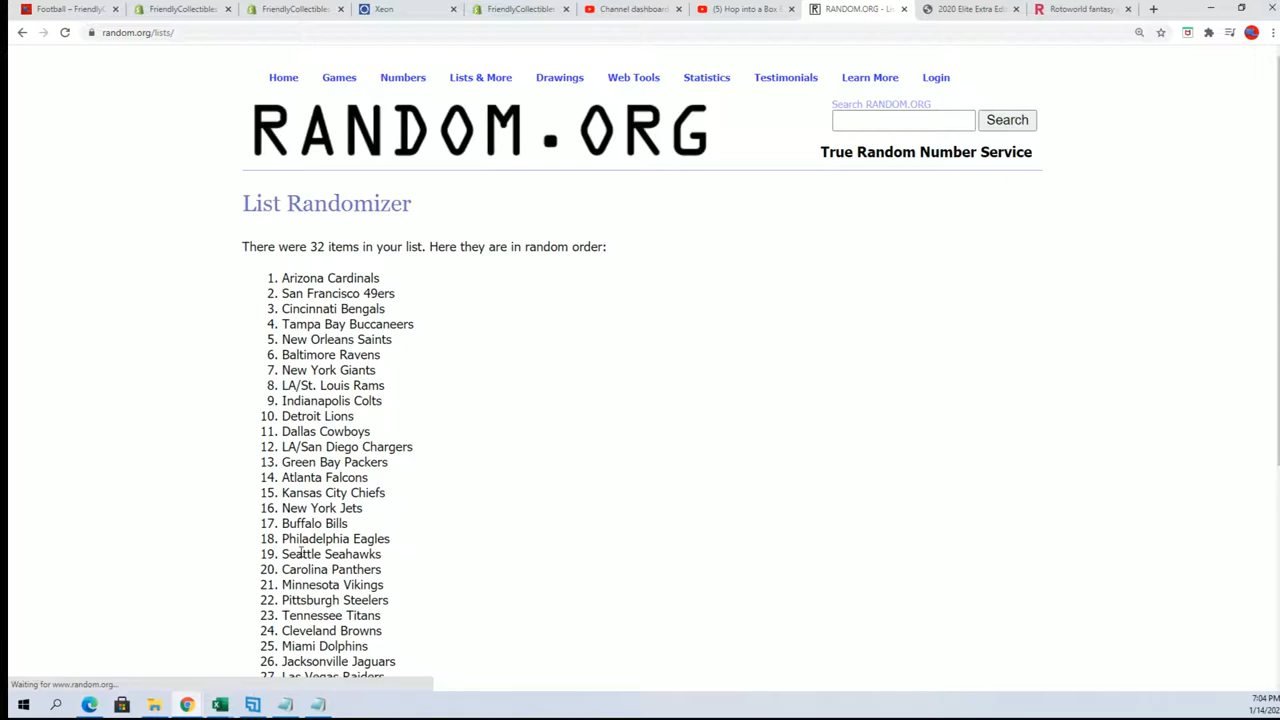 Football – FriendlyC
FriendlyCollectibles
FriendlyCollectibles
Xeon
FriendlyCollectibles
Channel dashboard
(5) Hop into a Box B
RANDOM.ORG - Li
2020 Elite Extra Edi
Rotoworld fantasy
random.org/lists/
Home
Games
Numbers
Lists & More
Drawings
Web Tools
Statistics
Testimonials
Learn More
Login
RANDOM.ORG
Search RANDOM.ORG
Search
True Random Number Service
List Randomizer
There were 32 items in your list. Here they are in random order:
1. Arizona Cardinals
2. San Francisco 49ers
3. Cincinnati Bengals
4. Tampa Bay Buccaneers
5. New Orleans Saints
6. Baltimore Ravens
7. New York Giants
8. LA/St. Louis Rams
9. Indianapolis Colts
10. Detroit Lions
11. Dallas Cowboys
12. LA/San Diego Chargers
13. Green Bay Packers
14. Atlanta Falcons
15. Kansas City Chiefs
16. New York Jets
17. Buffalo Bills
18. Philadelphia Eagles
19. Seattle Seahawks
20. Carolina Panthers
21. Minnesota Vikings
22. Pittsburgh Steelers
23. Tennessee Titans
24. Cleveland Browns
25. Miami Dolphins
26. Jacksonville Jaguars
27. Las Vegas Raiders
Waiting for www.random.org...
7:04 PM
1/14/202